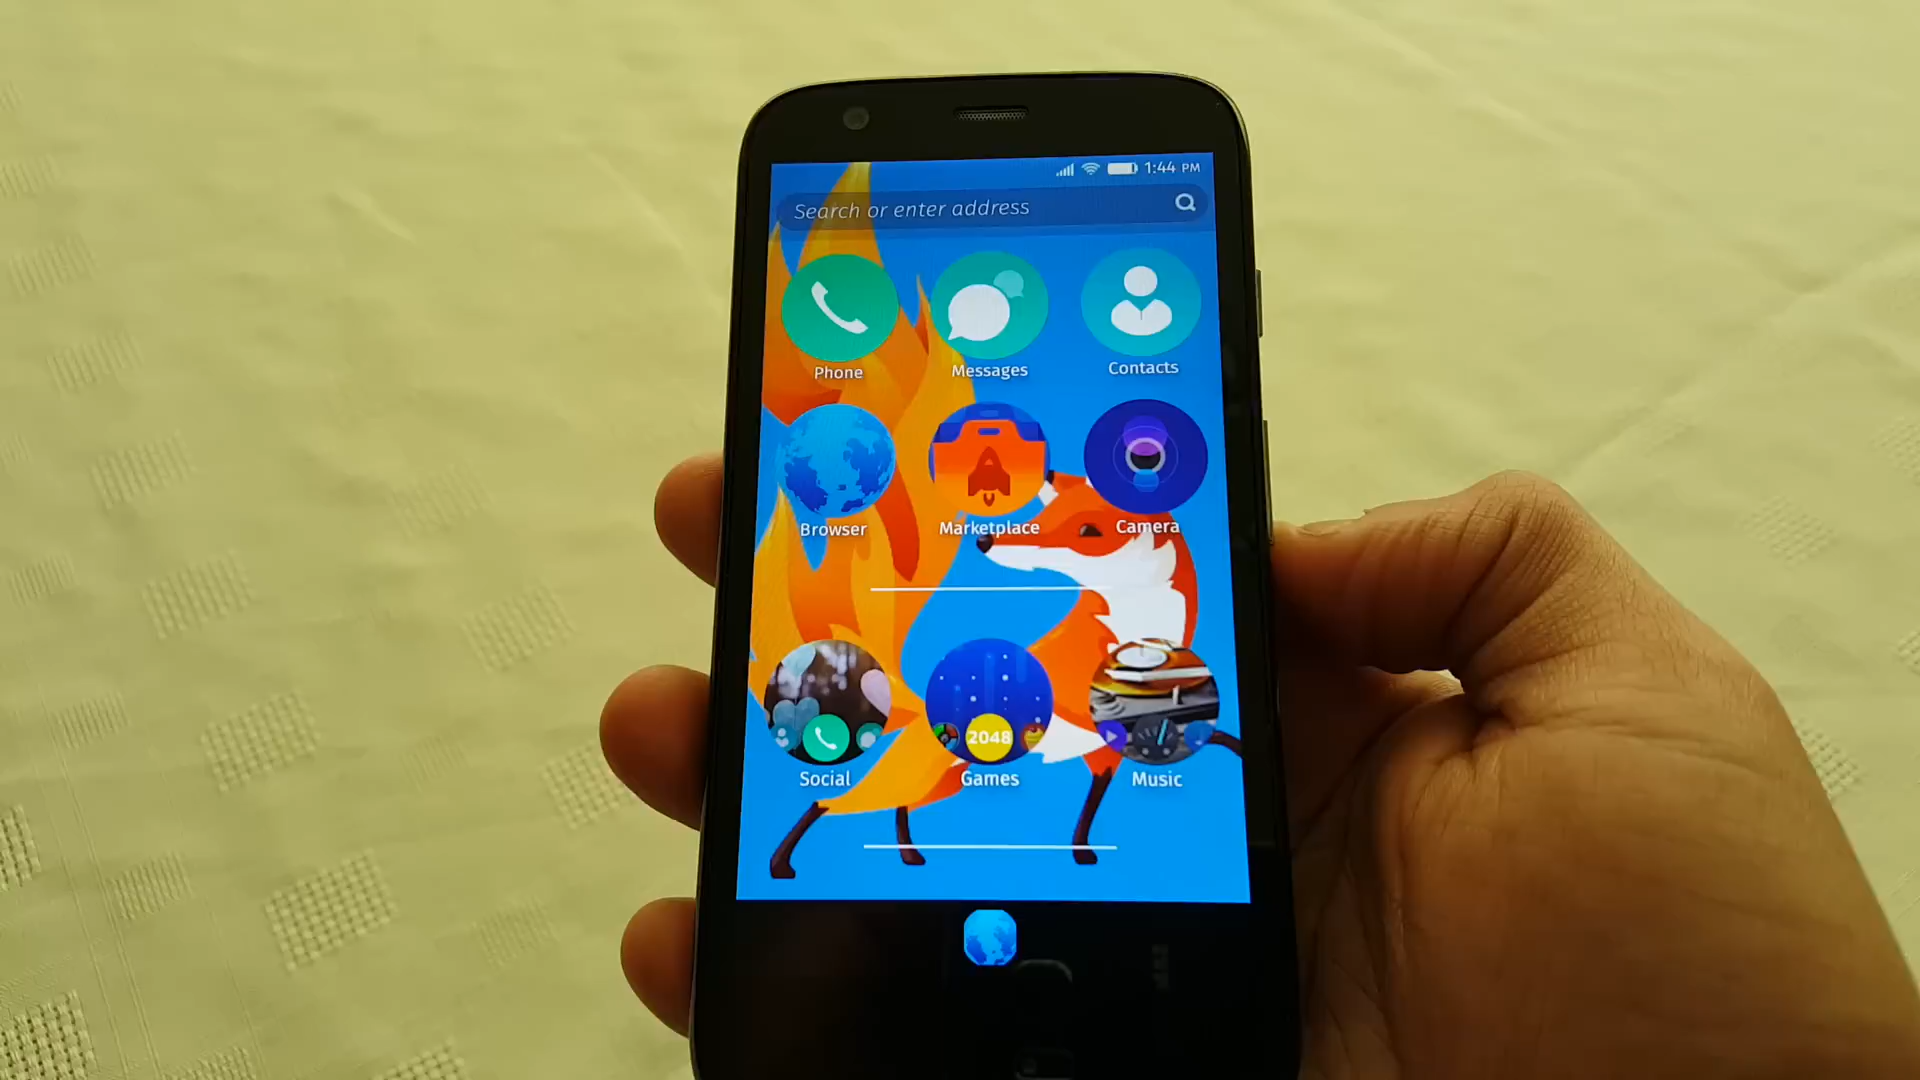 1:44 PM
Search or enter address
Phone
Messages
Contacts
Browser
Marketplace
Camera
2048
Social
Games
Music